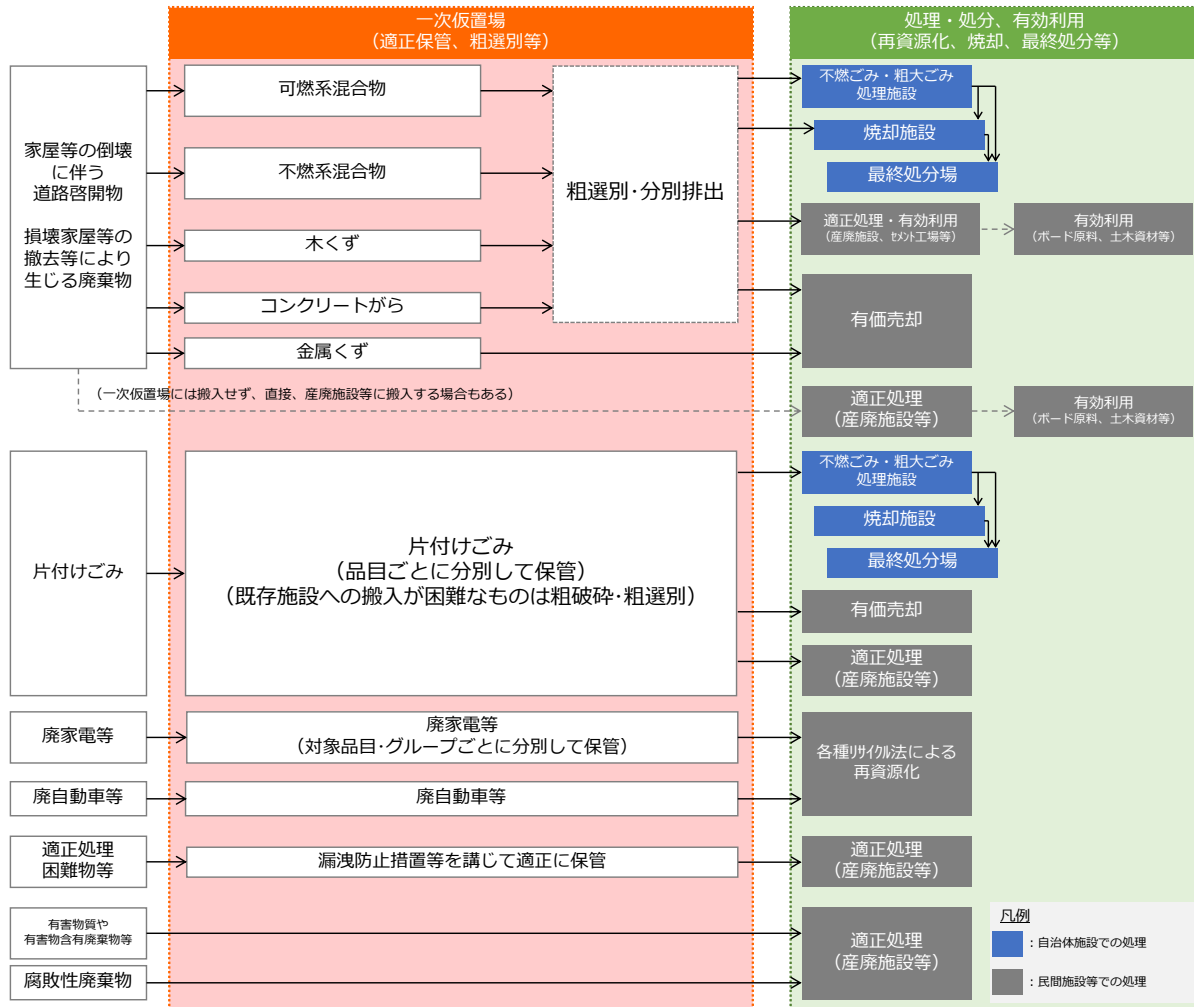 一次仮置場
（適正保管、粗選別等）
処理・処分、有効利用
（再資源化、焼却、最終処分等）
家屋等の倒壊
に伴う
道路啓開物
損壊家屋等の
撤去等により
生じる廃棄物
可燃系混合物
不燃系混合物
木くず
コンクリートがら
金属くず
粗選別･分別排出
不燃ごみ・粗大ごみ
処理施設
焼却施設
最終処分場
適正処理・有効利用
（産廃施設、ｾﾒﾝﾄ工場等）
有効利用
（ボード原料、土木資材等）
有価売却
（一次仮置場には搬入せず、直接、産廃施設等に搬入する場合もある）
適正処理
（産廃施設等）
有効利用
（ボード原料、土木資材等）
片付けごみ
片付けごみ
（品目ごとに分別して保管）
（既存施設への搬入が困難なものは粗破砕･粗選別）
不燃ごみ・粗大ごみ
処理施設
焼却施設
最終処分場
有価売却
適正処理
（産廃施設等）
廃家電等
廃家電等
（対象品目･グループごとに分別して保管）
各種ﾘｻｲｸﾙ法による
再資源化
廃自動車等
廃自動車等
適正処理
困難物等
漏洩防止措置等を講じて適正に保管
適正処理
（産廃施設等）
有害物質や
有害物含有廃棄物等
腐敗性廃棄物
適正処理
（産廃施設等）
凡例
：自治体施設での処理
：民間施設等での処理